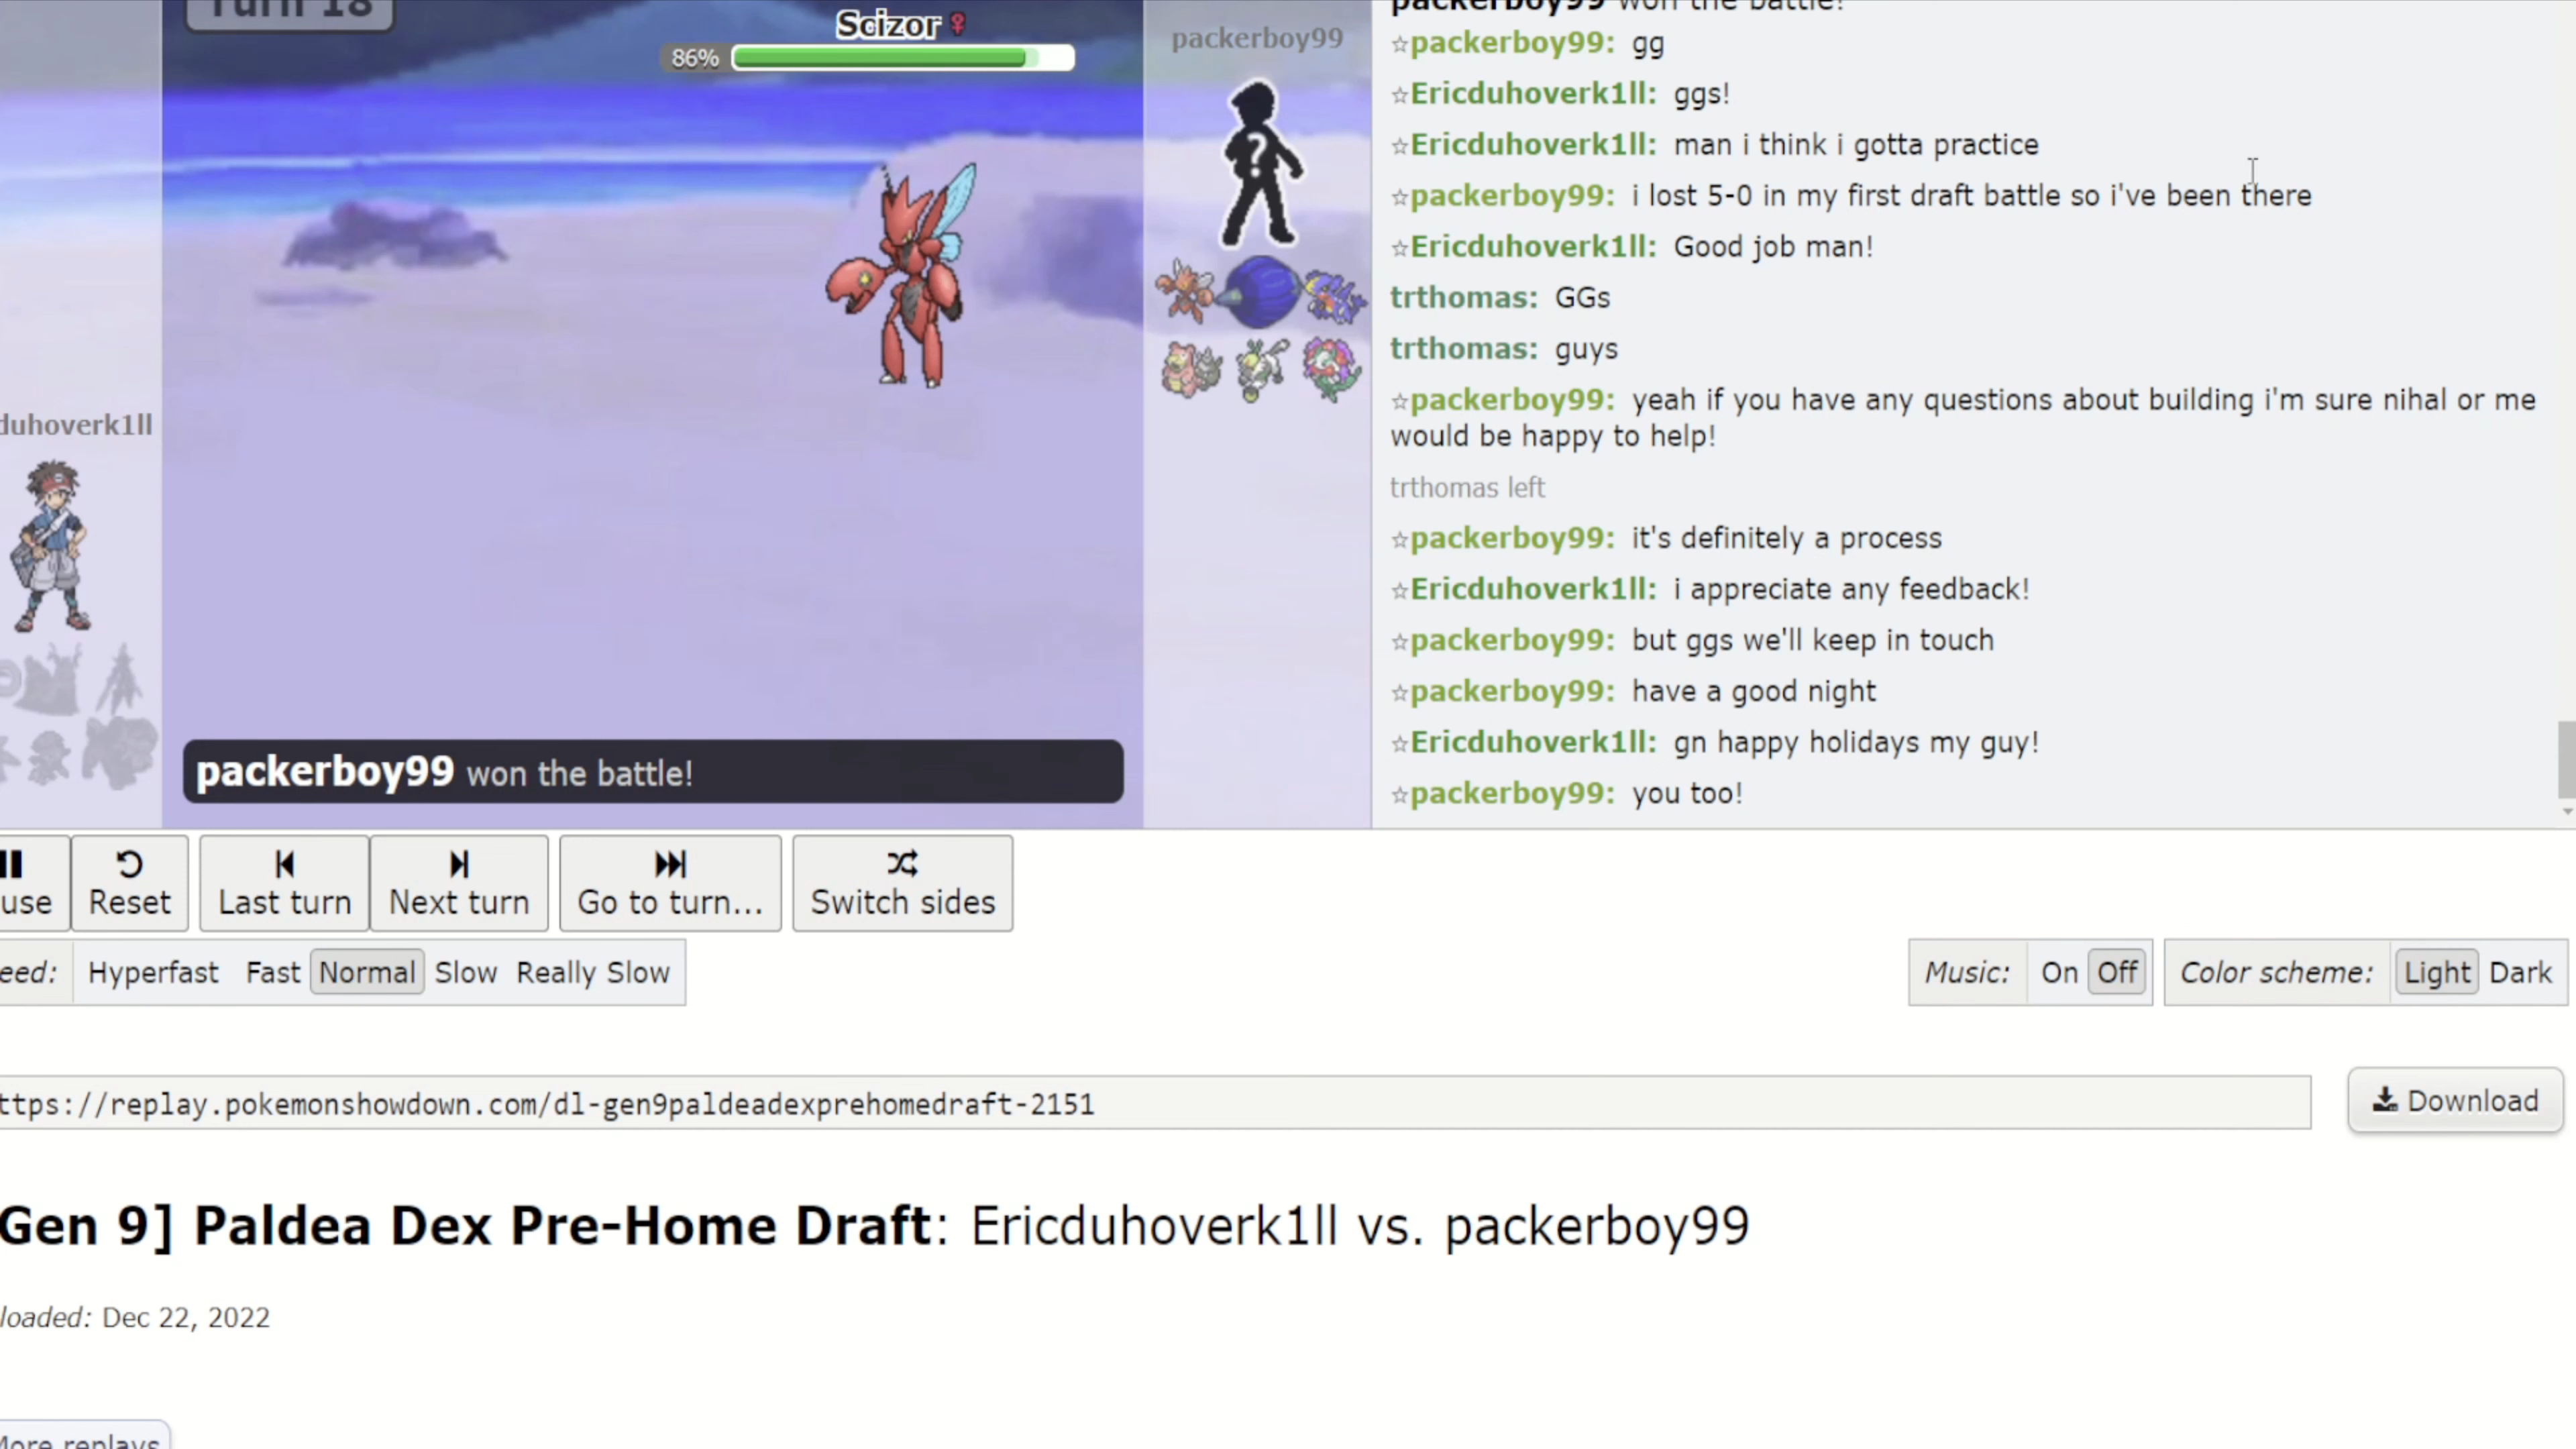 Turn 18
Scizor ♀
86%
packerboy99
duhoverk1ll
packerboy99 won the battle!
packerboy99 won the battle!
☆packerboy99: gg
☆Ericduhoverk1ll: ggs!
☆Ericduhoverk1ll: man i think i gotta practice
☆packerboy99: i lost 5-0 in my first draft battle so i've been there
☆Ericduhoverk1ll: Good job man!
trthomas: GGs
trthomas: guys
☆packerboy99: yeah if you have any questions about building i'm sure nihal or me
would be happy to help!
trthomas left
☆packerboy99: it's definitely a process
☆Ericduhoverk1ll: i appreciate any feedback!
☆packerboy99: but ggs we'll keep in touch
☆packerboy99: have a good night
☆Ericduhoverk1ll: gn happy holidays my guy!
☆packerboy99: you too!
use Reset Last turn Next turn Go to turn... Switch sides
eed: Hyperfast Fast Normal Slow Really Slow Music: On Off Color scheme: Light Dark
ttps://replay.pokemonshowdown.com/dl-gen9paldeadexprehomedraft-2151 Download
Gen 9] Paldea Dex Pre-Home Draft: Ericduhoverk1ll vs. packerboy99
loaded: Dec 22, 2022
More replays